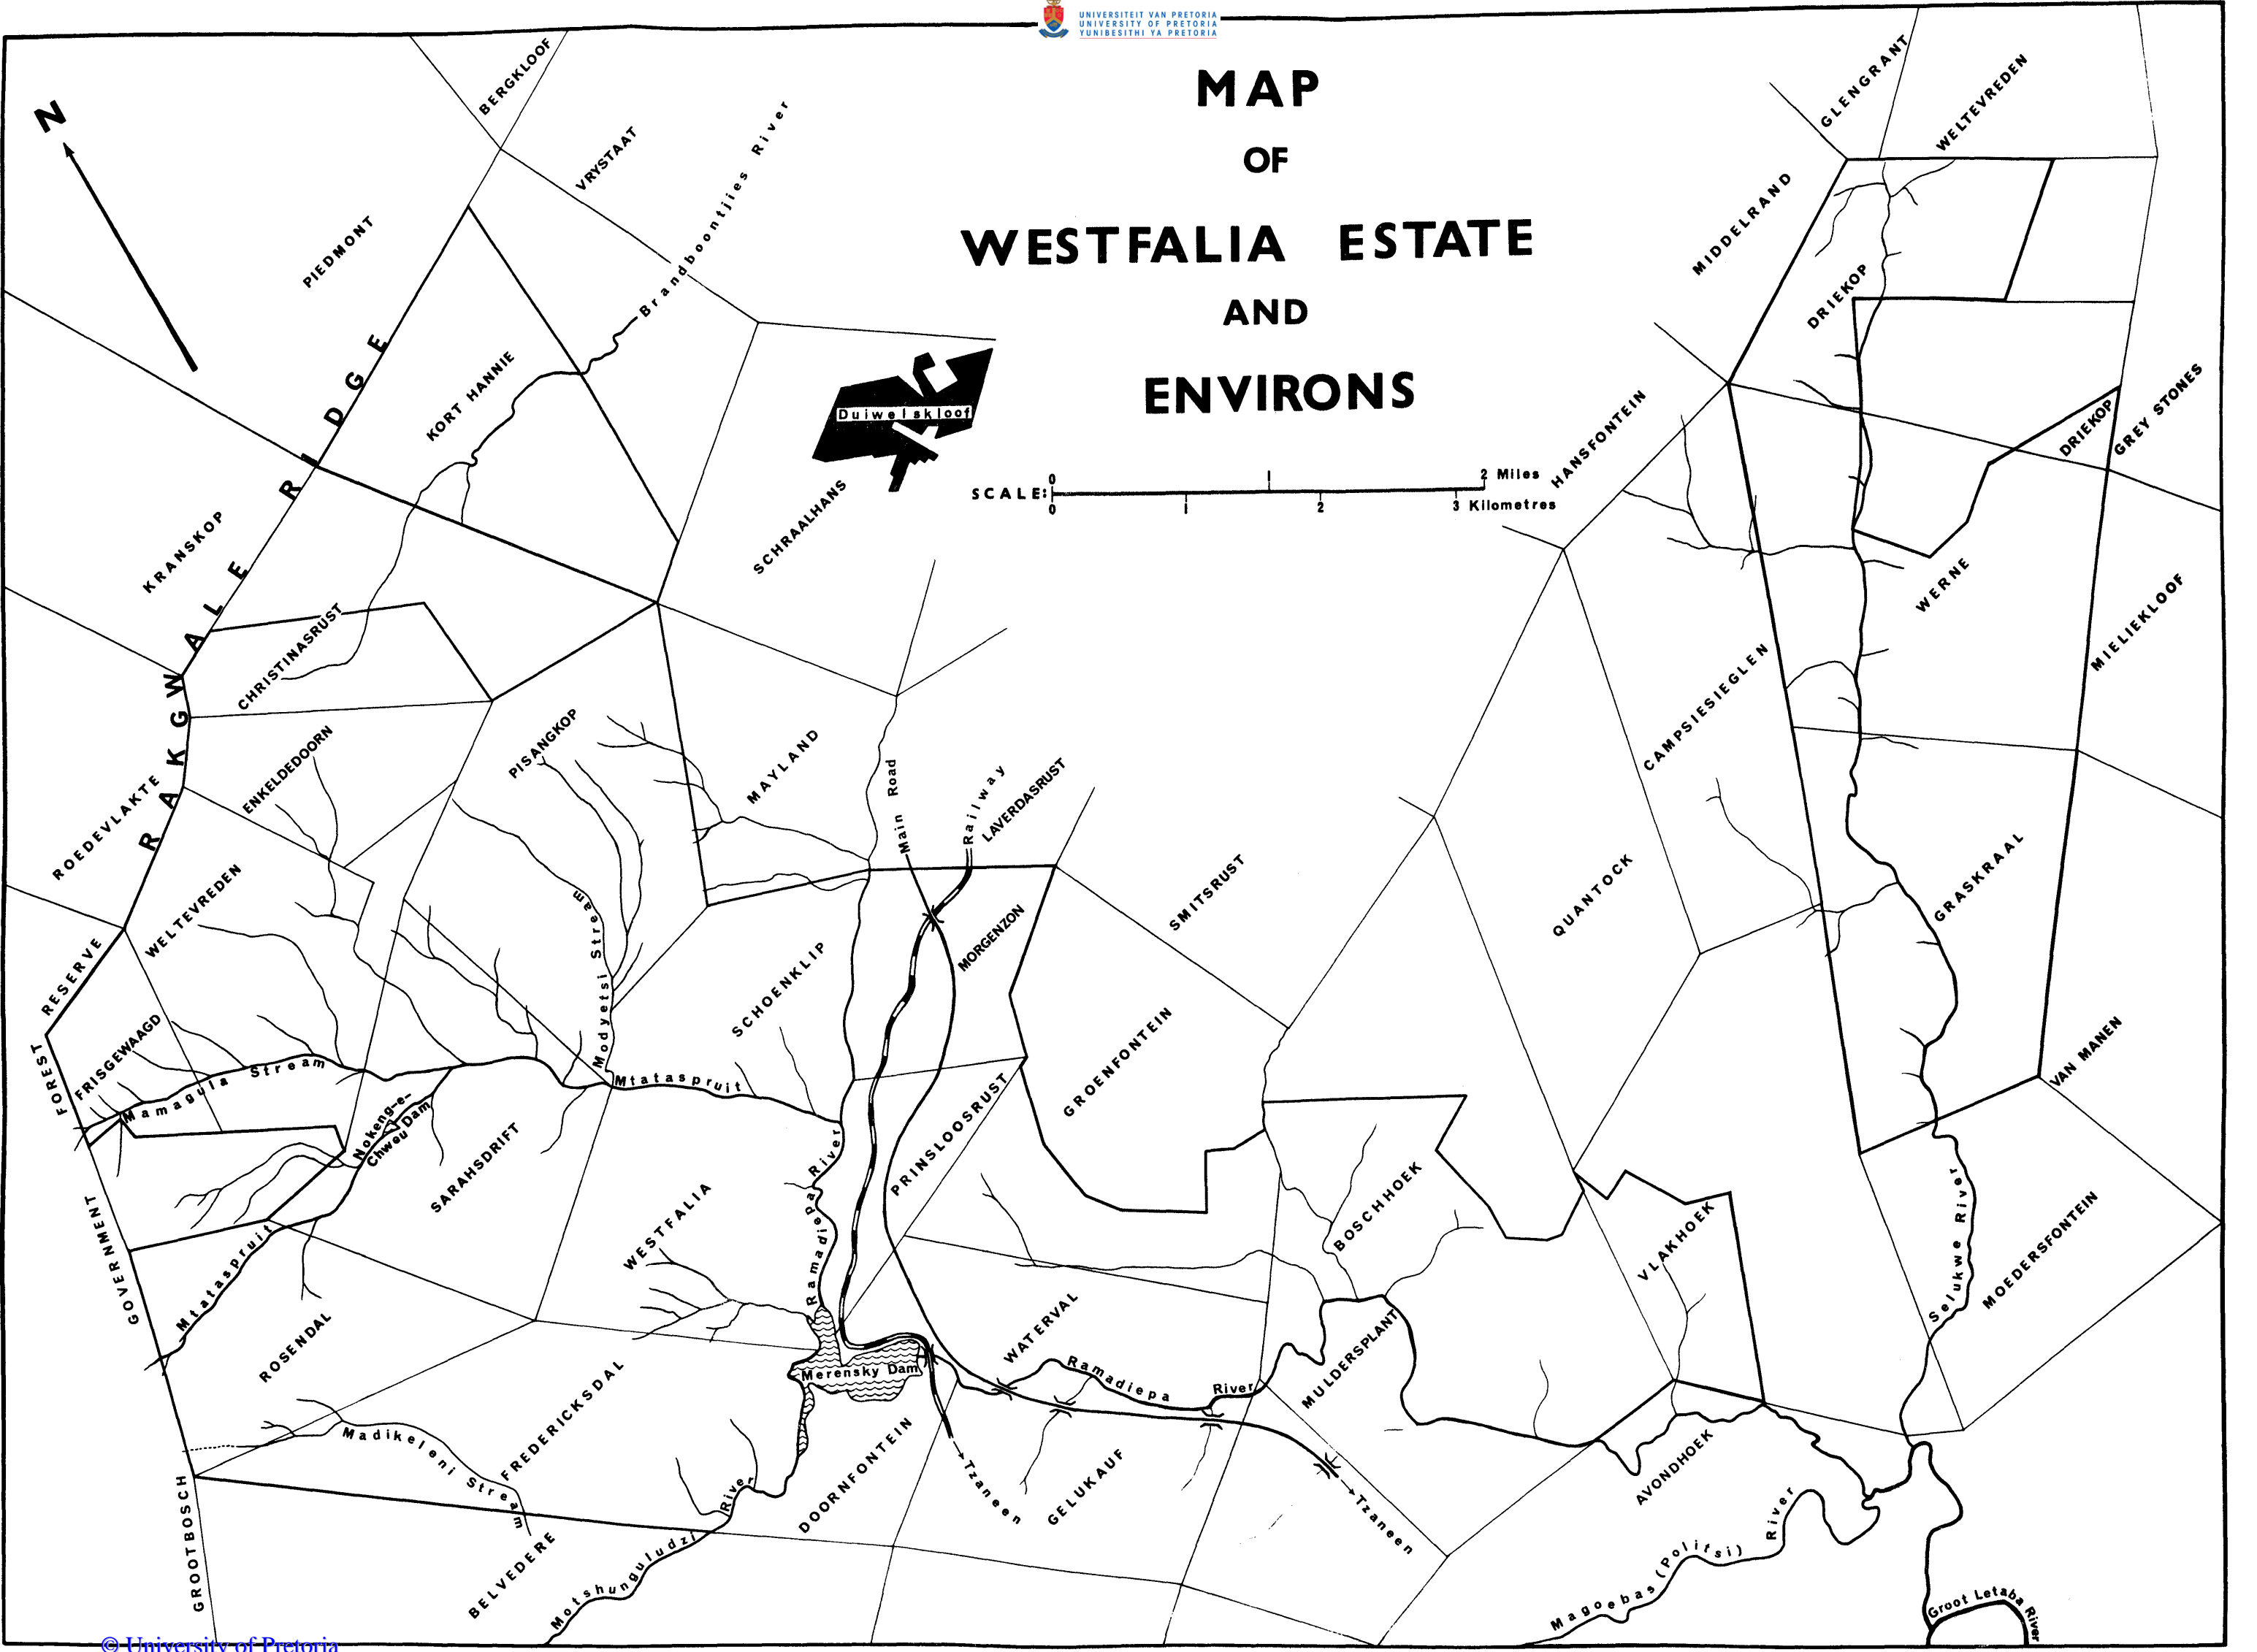 UNIVERSITEIT VAN PRETORIA
UNIVERSITY OF PRETORIA
YUNIBESITHI YA PRETORIA
MAP
OF
WESTFALIA ESTATE
AND
ENVIRONS
N
SCALE:
0 1 2 Miles
0 1 2 3 Kilometres
BERGKLOOF
VRYSTAAT
Brandboontjies River
PIEDMONT
KORT HANNIE
RAKGWALE RIDGE
KRANSKOP
CHRISTINASRUST
Duiwelskloof
SCHRAALHANS
GLENGRANT
WELTEVREDEN
MIDDELRAND
DRIEKOP
HANSFONTEIN
DRIEKOP
GREY STONES
WERNE
MIELIEKLOOF
CAMPSIESIEGLEN
ROEDEVLAKTE
ENKELDEDOORN
PISANGKOP
MAYLAND
Main Road
Railway
LAVERDASRUST
WELTEVREDEN
SMITSRUST
QUANTOCK
GRASKRAAL
GOVERNMENT FOREST RESERVE
FRISGEWAAGD
Mamagula Stream
Modyetsi Stream
SCHOENKLIP
MORGENZON
Mtataspruit
GROENFONTEIN
PRINSLOOSRUST
VAN MANEN
Nokeng-e-
Chweu Dam
SARAHSDRIFT
WESTFALIA
Ramadiepa River
BOSCHHOEK
VLAKHOEK
Selukwe River
MOEDERSFONTEIN
Mtataspruit
ROSENDAL
Merensky Dam
WATERVAL
Ramadiepa River
MULDERSPLANT
Madikeleni Stream
FREDERICKSDAL
DOORNFONTEIN
Tzaneen
GELUKAUF
Tzaneen
AVONDHOEK
GROOTBOSCH
BELVEDERE
Motshunguludzi River
Magoebas (Politsi) River
Groot Letaba River
© University of Pretoria